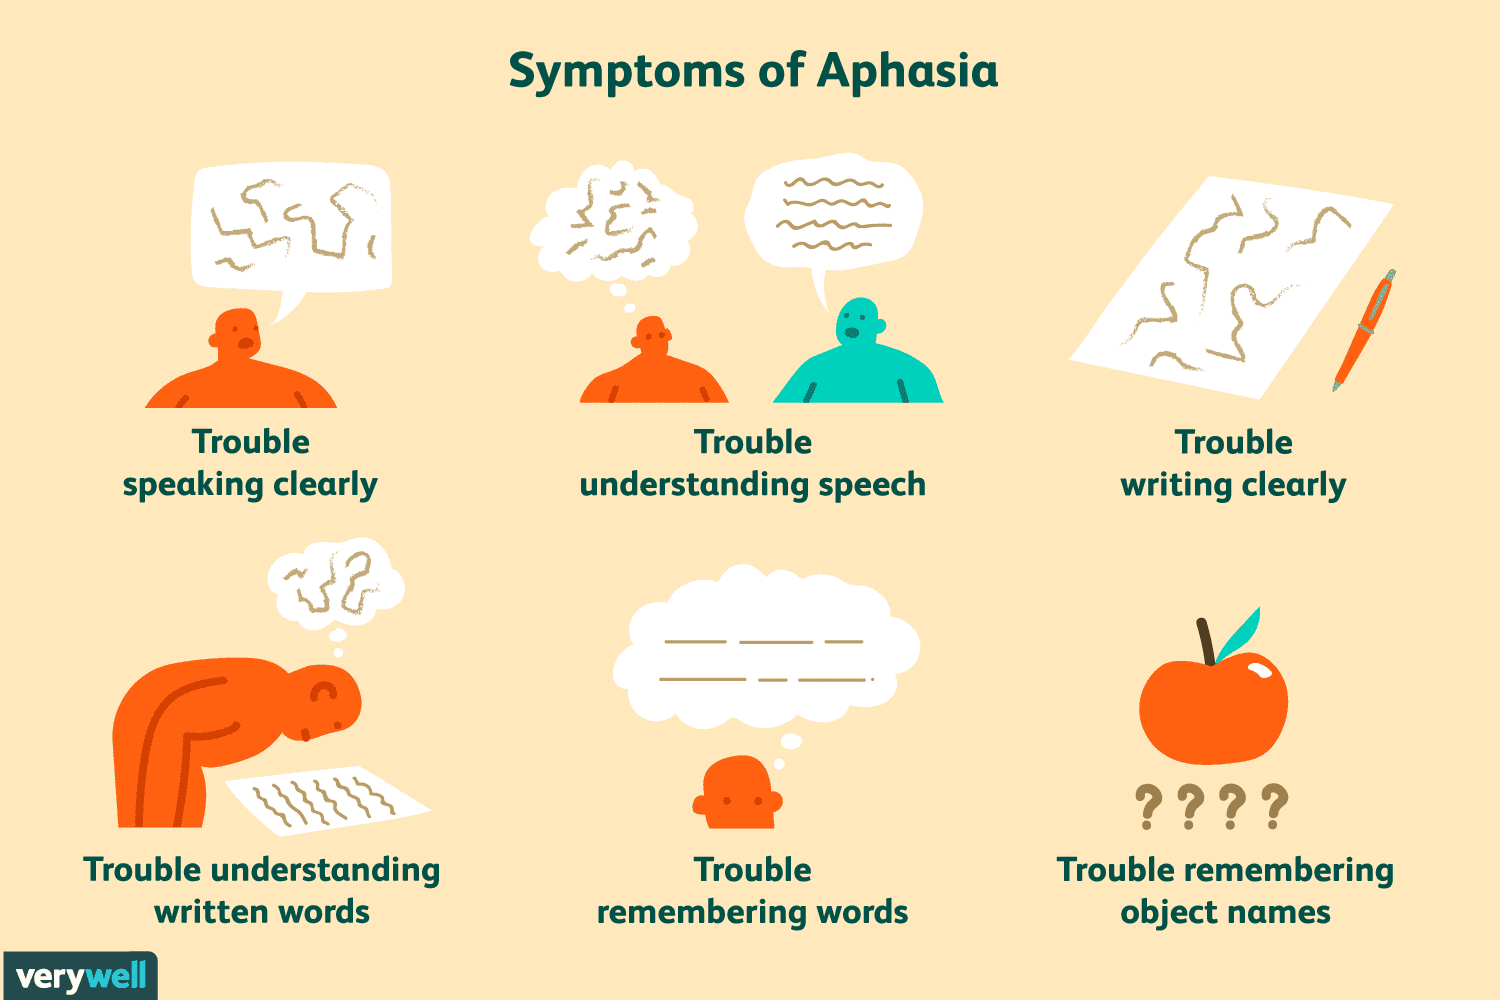 Symptoms of Aphasia
Trouble
speaking clearly
Trouble
understanding speech
Trouble
writing clearly
Trouble understanding
written words
Trouble
remembering words
? ? ? ?
Trouble remembering
object names
verywell